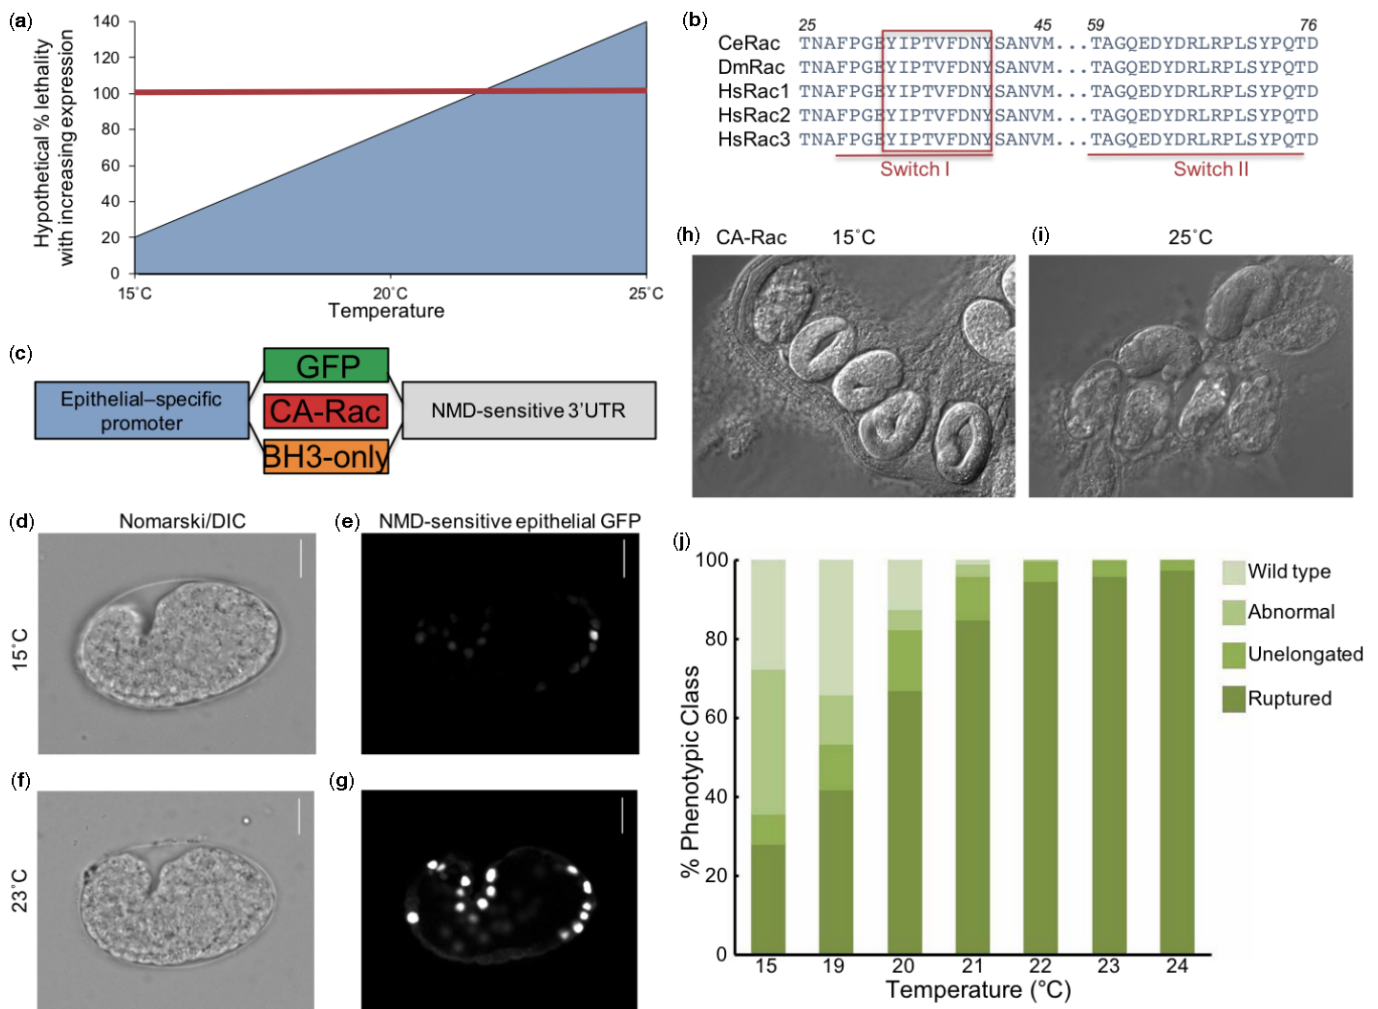 (a)
Hypothetical % lethality
with increasing expression
140
120
100
80
60
40
20
0
15˚C
20˚C
25˚C
Temperature
(b)
25 45 59 76
CeRac TNAFPGEYIPTVFDNYSANVM...TAGQEDYDRLRPLSYPQTD
DmRac TNAFPGEYIPTVFDNYSANVM...TAGQEDYDRLRPLSYPQTD
HsRac1 TNAFPGEYIPTVFDNYSANVM...TAGQEDYDRLRPLSYPQTD
HsRac2 TNAFPGEYIPTVFDNYSANVM...TAGQEDYDRLRPLSYPQTD
HsRac3 TNAFPGEYIPTVFDNYSANVM...TAGQEDYDRLRPLSYPQTD
Switch I Switch II
(c)
Epithelial–specific
promoter
GFP
CA-Rac
BH3-only
NMD-sensitive 3'UTR
(d) Nomarski/DIC
(e) NMD-sensitive epithelial GFP
15˚C
(f)
(g)
23˚C
(h) CA-Rac 15˚C
(i) 25˚C
(j)
% Phenotypic Class
100
80
60
40
20
0
15 19 20 21 22 23 24
Temperature (°C)
Wild type
Abnormal
Unelongated
Ruptured